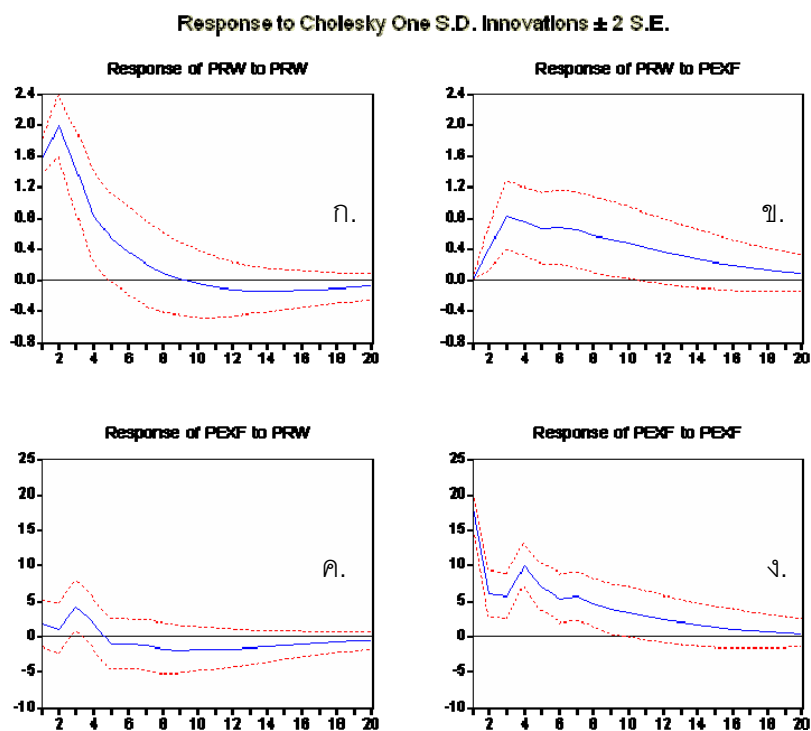 Response to Cholesky One S.D. Innovations ± 2 S.E.
Response of PRW to PRW
2.4
2.0
1.6
1.2
0.8
0.4
0.0
-0.4
-0.8
ก.
2 4 6 8 10 12 14 16 18 20
Response of PRW to PEXF
2.4
2.0
1.6
1.2
0.8
0.4
0.0
-0.4
-0.8
ข.
2 4 6 8 10 12 14 16 18 20
Response of PEXF to PRW
25
20
15
10
5
0
-5
-10
ค.
2 4 6 8 10 12 14 16 18 20
Response of PEXF to PEXF
25
20
15
10
5
0
-5
-10
ง.
2 4 6 8 10 12 14 16 18 20